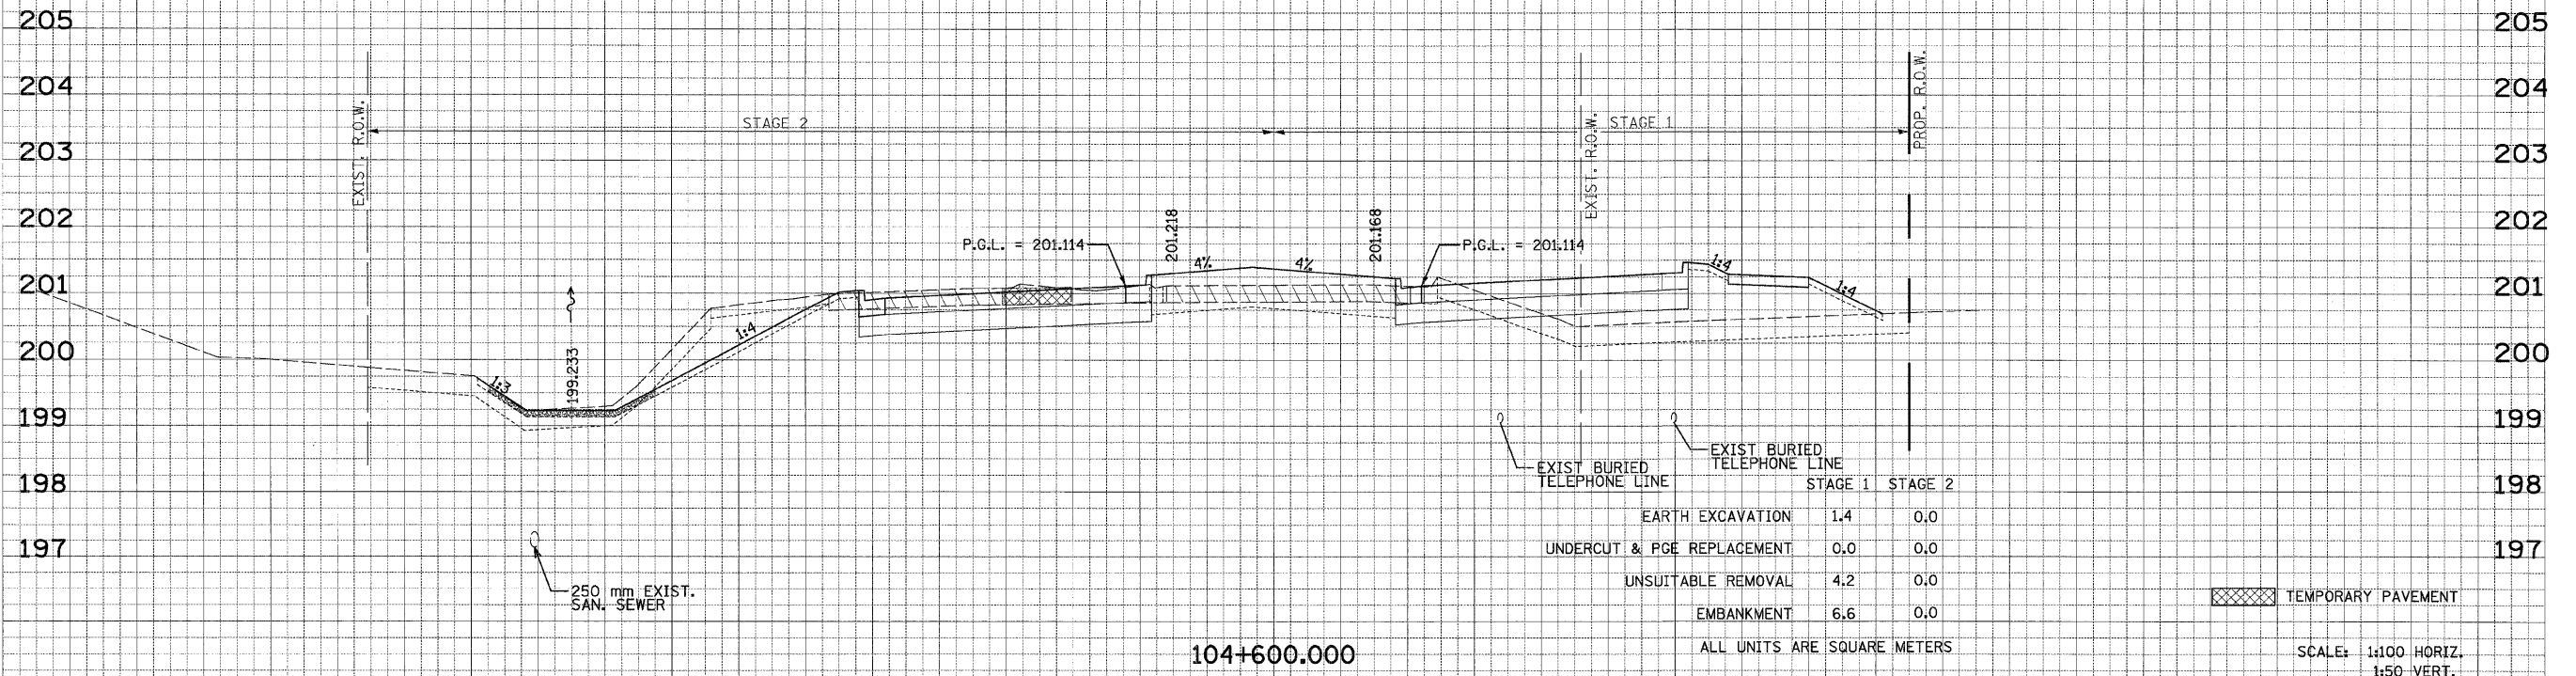 205
205
204
204
203
203
202
202
201
201
200
200
199
199
198
198
197
197
EXIST. R.O.W.
STAGE 2
STAGE 1
EXIST. R.O.W.
PROP. R.O.W.
P.G.L. = 201.114
201.218
4%
4%
201.168
P.G.L. = 201.114
1:4
1:4
1:4
1:3
199.233
EXIST BURIED
TELEPHONE LINE
EXIST BURIED
TELEPHONE LINE
250 mm EXIST.
SAN. SEWER
STAGE 1 STAGE 2
EARTH EXCAVATION 1.4 0.0
UNDERCUT & PGE REPLACEMENT 0.0 0.0
UNSUITABLE REMOVAL 4.2 0.0
EMBANKMENT 6.6 0.0
ALL UNITS ARE SQUARE METERS
TEMPORARY PAVEMENT
104+600.000
SCALE: 1:100 HORIZ.
1:50 VERT.